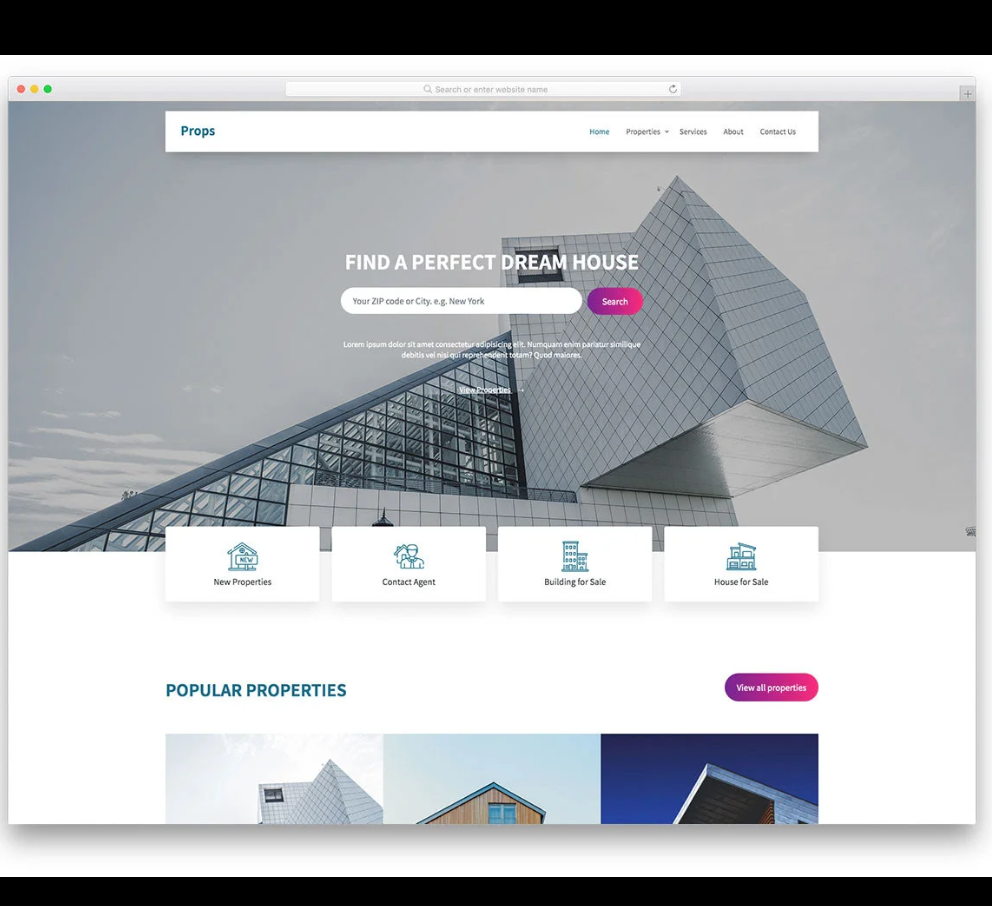 Search or enter website name
Props
Home Properties Services About Contact Us
FIND A PERFECT DREAM HOUSE
Your ZIP code or City. e.g. New York
Search
Lorem ipsum dolor sit amet consectetur adipisicing elit. Numquam enim pariatur similique
debitis vel nisi qui reprehenderit totam? Quod maiores.
View Properties →
NEW
New Properties
Contact Agent
Building for Sale
House for Sale
POPULAR PROPERTIES
View all properties